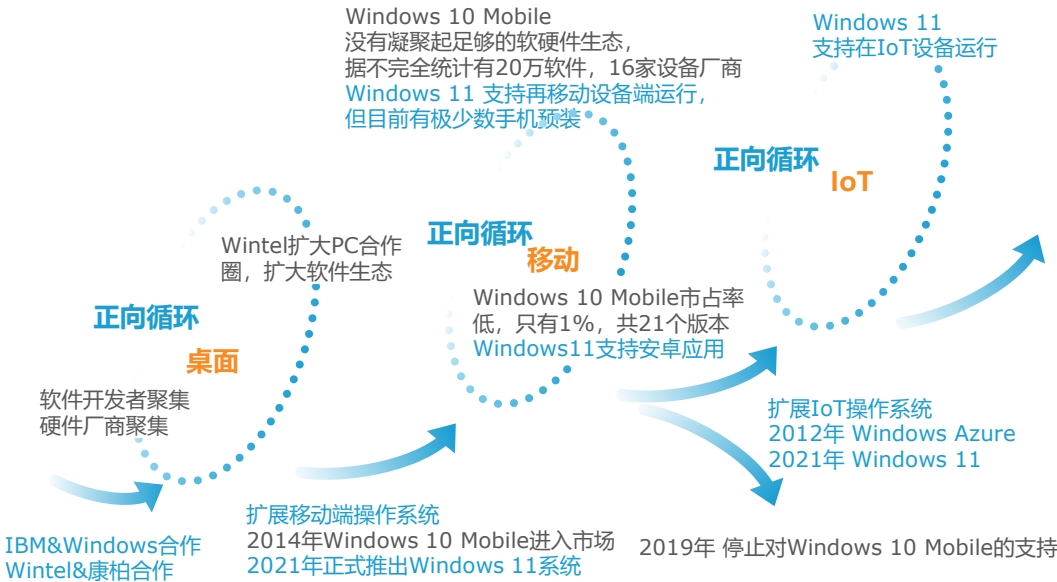 Windows 10 Mobile
没有凝聚起足够的软硬件生态，
据不完全统计有20万软件，16家设备厂商
Windows 11 支持再移动设备端运行，
但目前有极少数手机预装
Windows 11
支持在IoT设备运行
正向循环
IoT
Wintel扩大PC合作
圈，扩大软件生态
正向循环
移动
Windows 10 Mobile市占率
低，只有1%，共21个版本
Windows11支持安卓应用
正向循环
桌面
软件开发者聚集
硬件厂商聚集
扩展IoT操作系统
2012年 Windows Azure
2021年 Windows 11
IBM&Windows合作
Wintel&康柏合作
扩展移动端操作系统
2014年Windows 10 Mobile进入市场
2021年正式推出Windows 11系统
2019年 停止对Windows 10 Mobile的支持